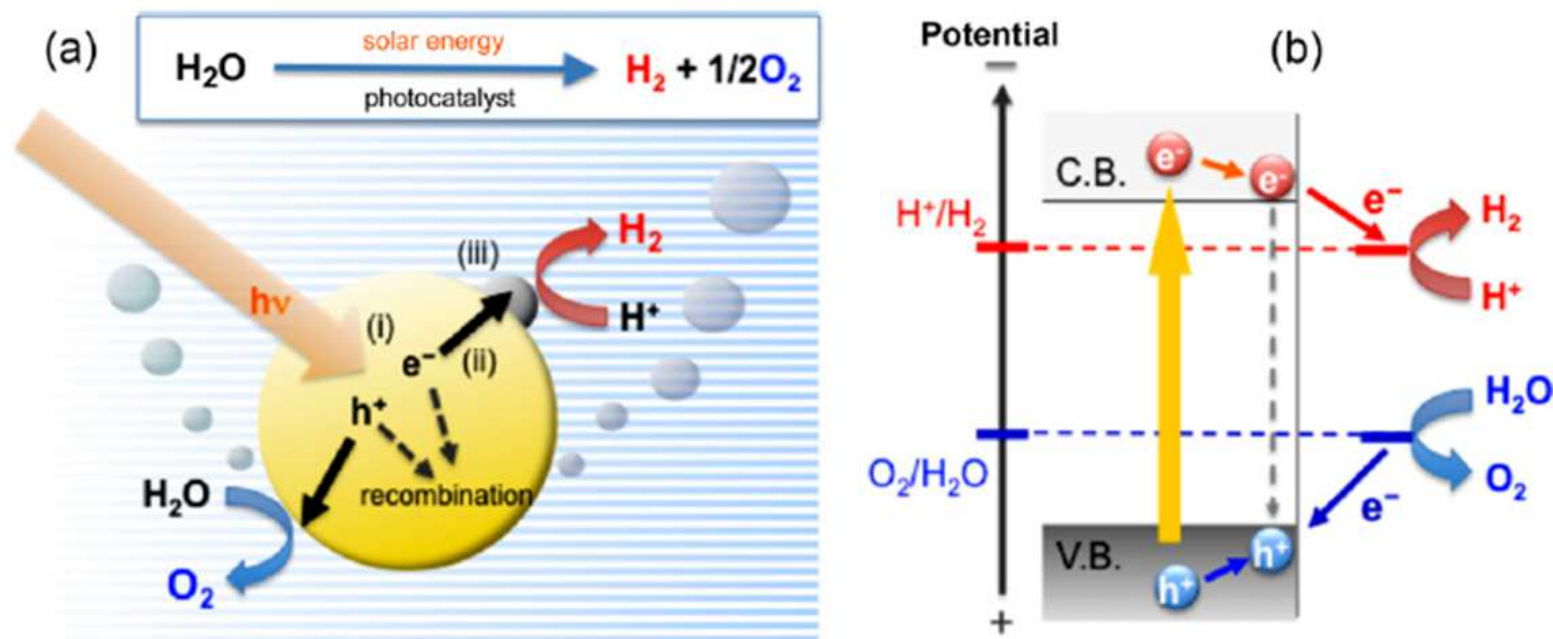 (a)
solar energy
H₂O
H₂ + 1/2O₂
photocatalyst
hν
(i)
e⁻
(ii)
(iii)
H₂
H⁺
h⁺
recombination
H₂O
O₂
(b)
Potential
−
C.B.
e⁻
e⁻
e⁻
H⁺/H₂
H₂
H⁺
O₂/H₂O
H₂O
O₂
e⁻
V.B.
h⁺
h⁺
+